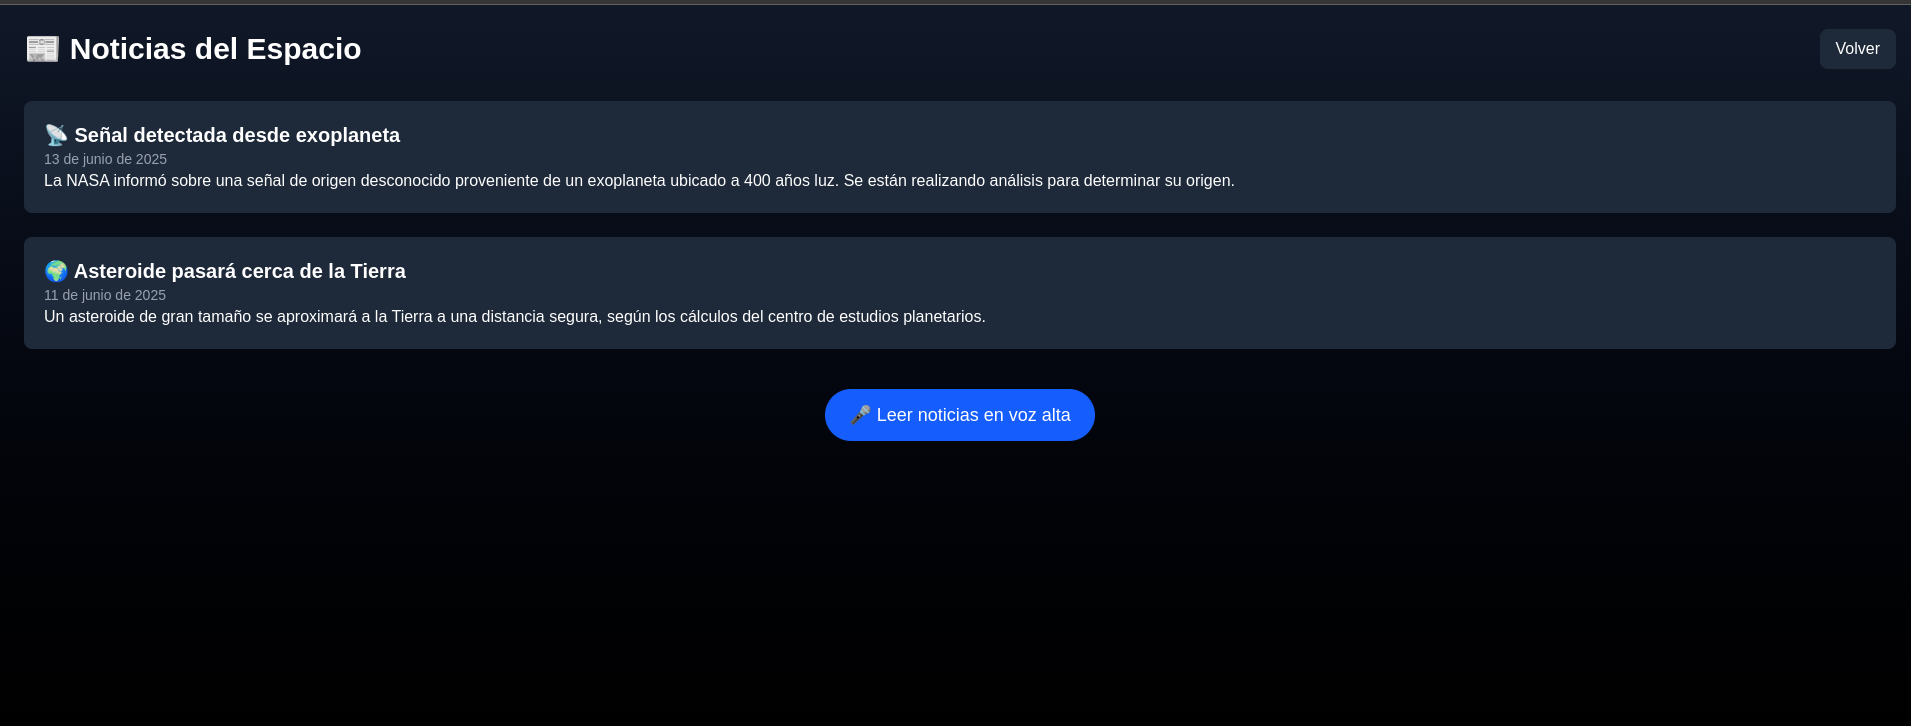 📰 Noticias del Espacio
Volver
📡 Señal detectada desde exoplaneta
13 de junio de 2025
La NASA informó sobre una señal de origen desconocido proveniente de un exoplaneta ubicado a 400 años luz. Se están realizando análisis para determinar su origen.
🌍 Asteroide pasará cerca de la Tierra
11 de junio de 2025
Un asteroide de gran tamaño se aproximará a la Tierra a una distancia segura, según los cálculos del centro de estudios planetarios.
🎤 Leer noticias en voz alta